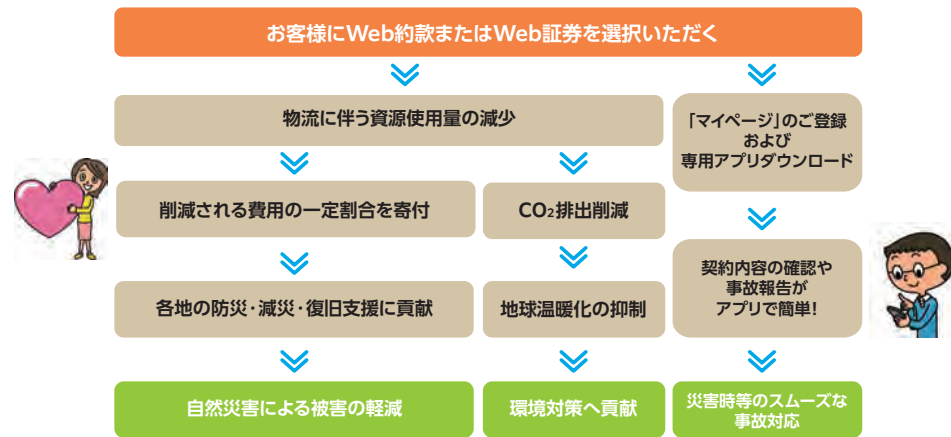 お客様にWeb約款またはWeb証券を選択いただく
物流に伴う資源使用量の減少
「マイページ」のご登録
および
専用アプリダウンロード
削減される費用の一定割合を寄付
CO₂排出削減
各地の防災・減災・復旧支援に貢献
地球温暖化の抑制
契約内容の確認や
事故報告が
アプリで簡単!
自然災害による被害の軽減
環境対策へ貢献
災害時等のスムーズな
事故対応